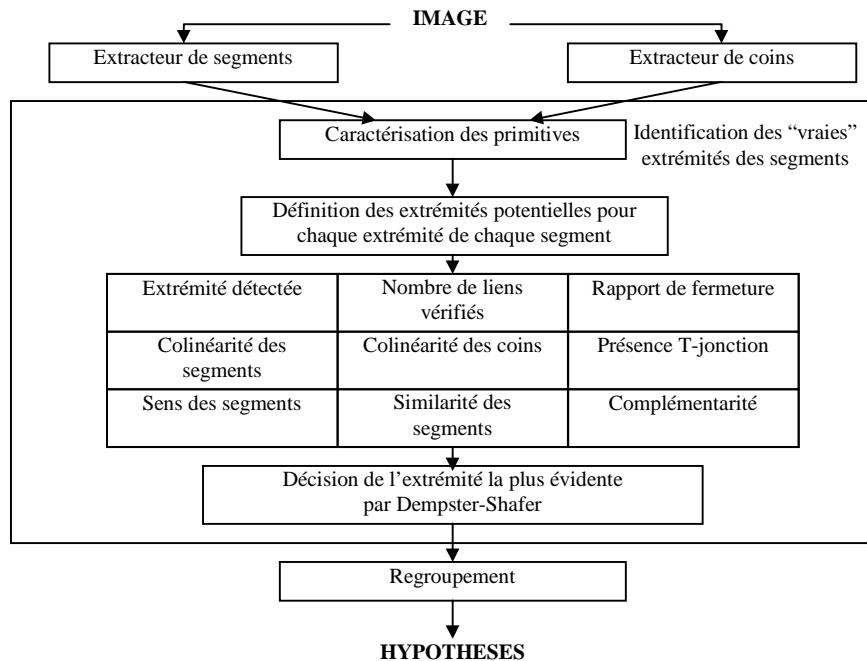 IMAGE
Extracteur de segments
Extracteur de coins
Caractérisation des primitives
Identification des “vraies”
extrémités des segments
Définition des extrémités potentielles pour
chaque extrémité de chaque segment
Extrémité détectée
Nombre de liens
vérifiés
Rapport de fermeture
Colinéarité des
segments
Colinéarité des coins
Présence T-jonction
Sens des segments
Similarité des
segments
Complémentarité
Décision de l’extrémité la plus évidente
par Dempster-Shafer
Regroupement
HYPOTHESES